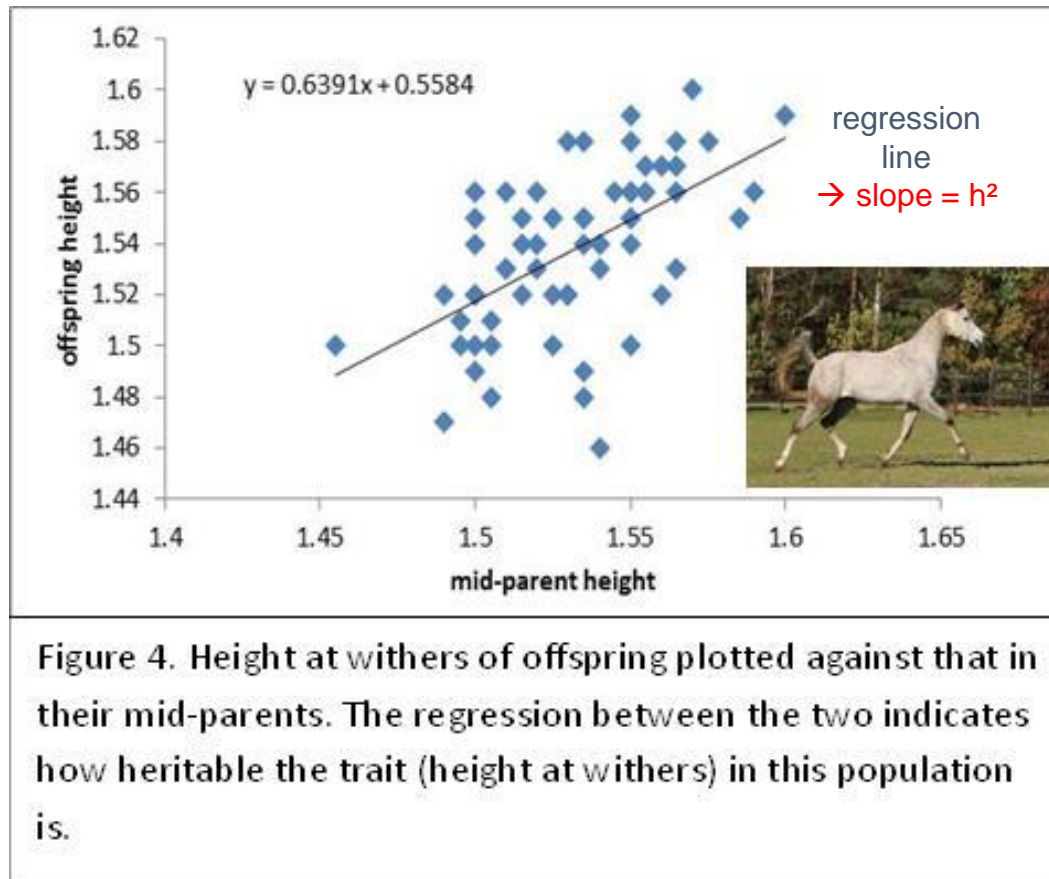 1.62
1.6
1.58
1.56
1.54
1.52
1.5
1.48
1.46
1.44
offspring height
y = 0.6391x + 0.5584
regression
line
→ slope = h²
1.4
1.45
1.5
1.55
1.6
1.65
mid-parent height
Figure 4. Height at withers of offspring plotted against that in
their mid-parents. The regression between the two indicates
how heritable the trait (height at withers) in this population
is.